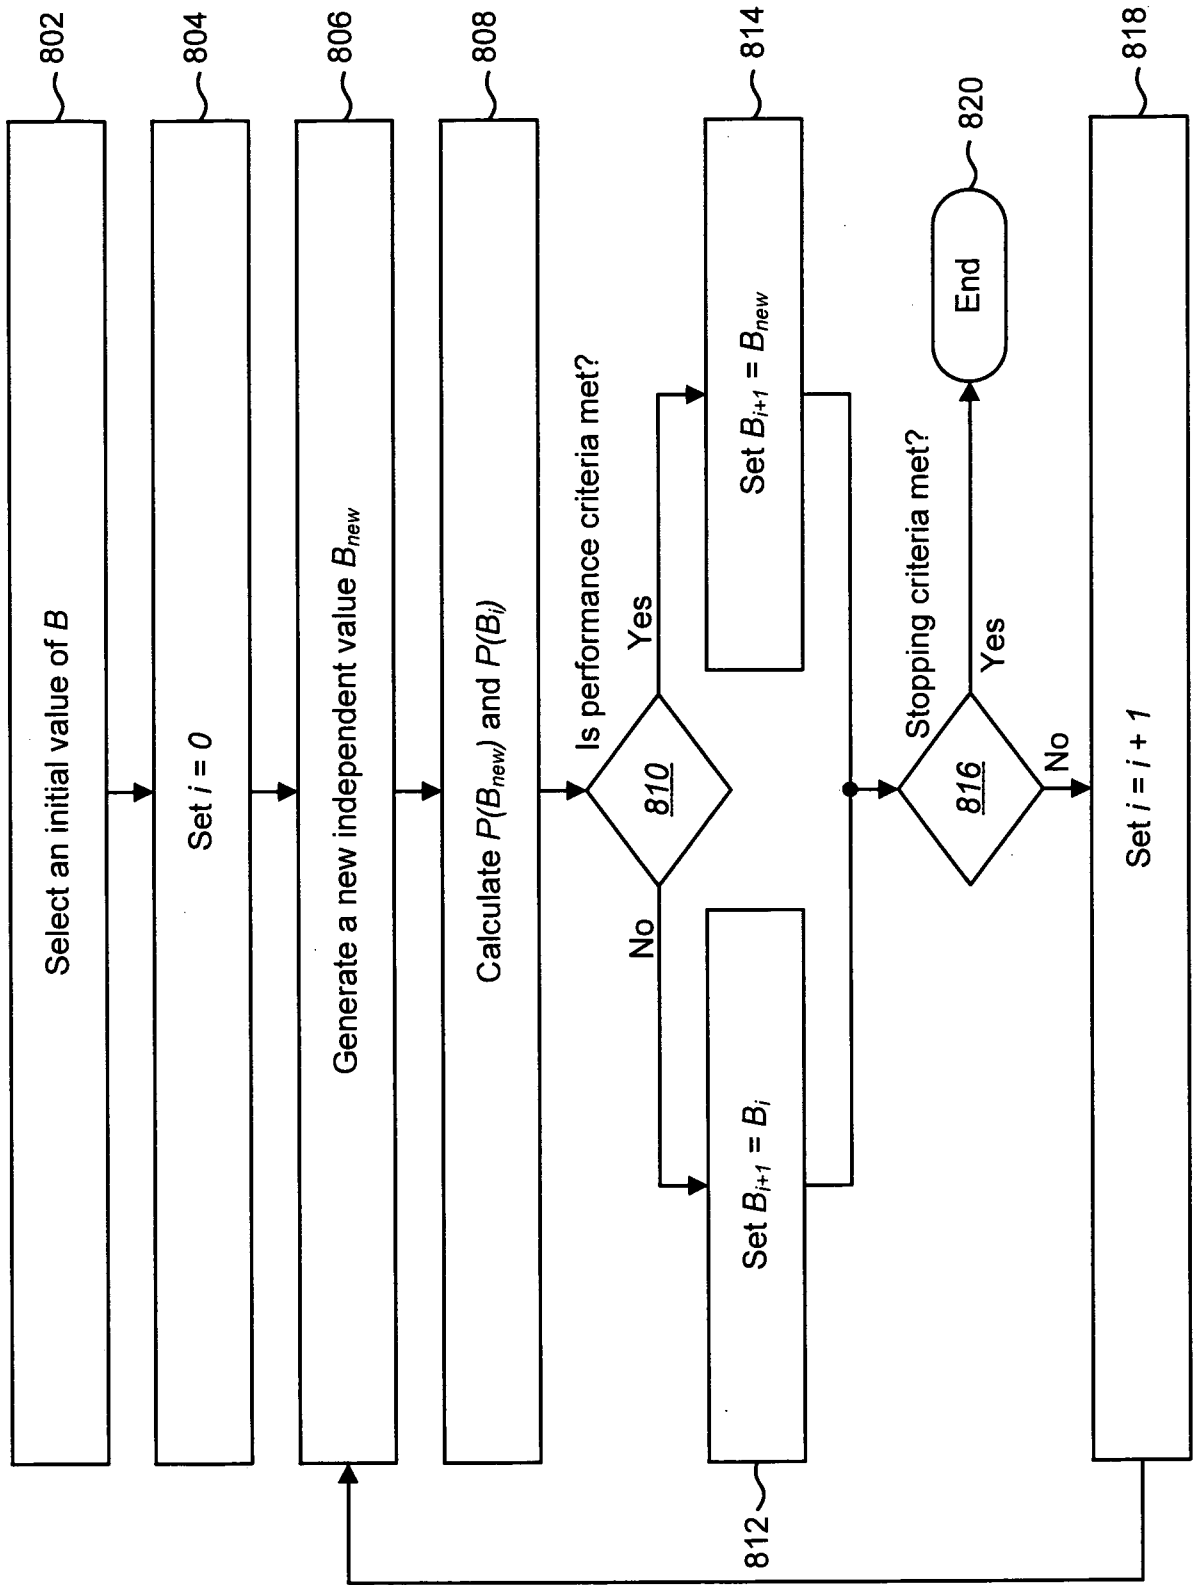 Select an initial value of B
802
Set i = 0
804
Generate a new independent value B_new
806
Calculate P(B_new) and P(B_i)
808
Is performance criteria met?
810
No
Yes
Set B_i+1 = B_i
812
Set B_i+1 = B_new
814
Stopping criteria met?
816
Yes
End
820
No
Set i = i + 1
818